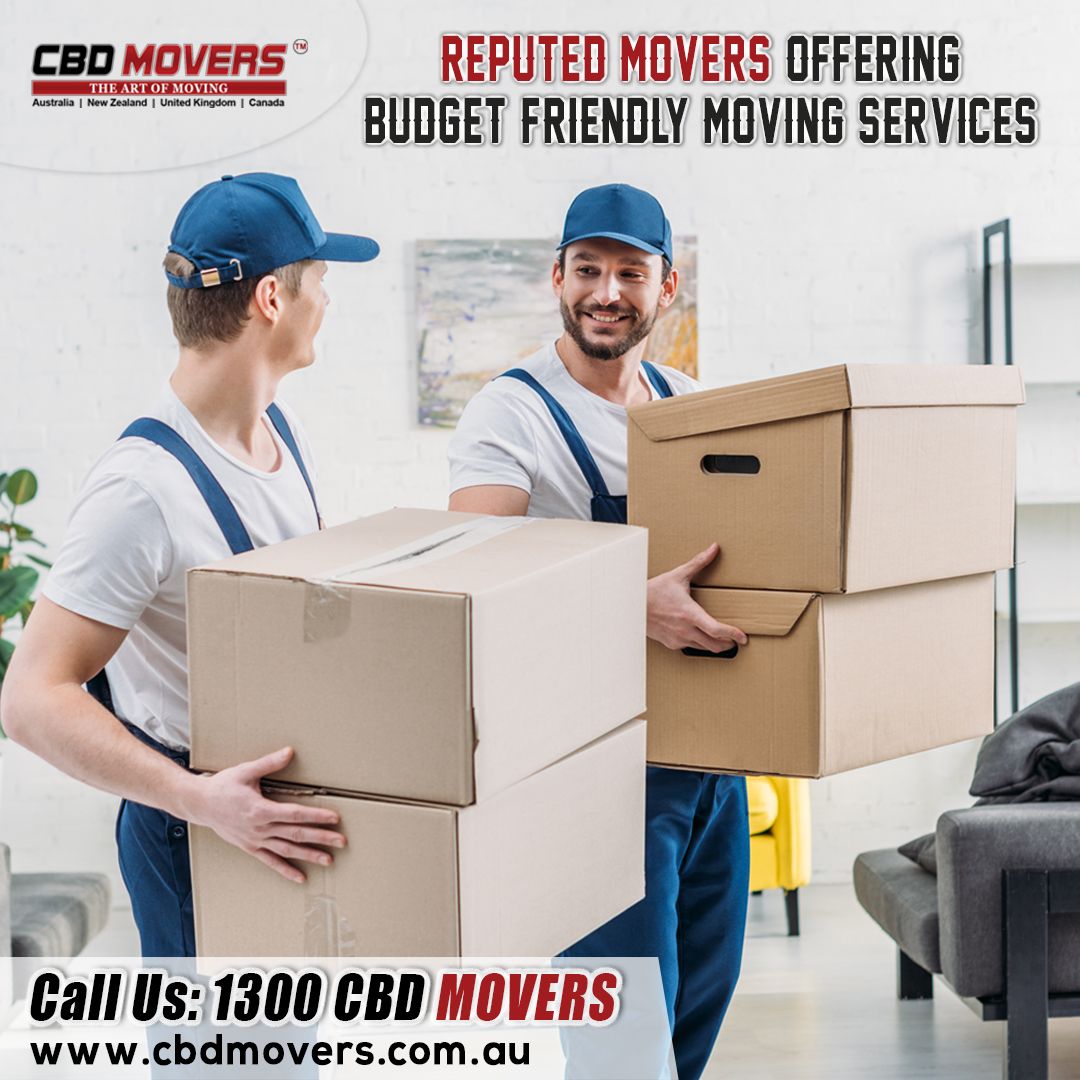 CBD MOVERS™
THE ART OF MOVING
Australia | New Zealand | United Kingdom | Canada
REPUTED MOVERS OFFERING
BUDGET FRIENDLY MOVING SERVICES
Call Us: 1300 CBD MOVERS
www.cbdmovers.com.au